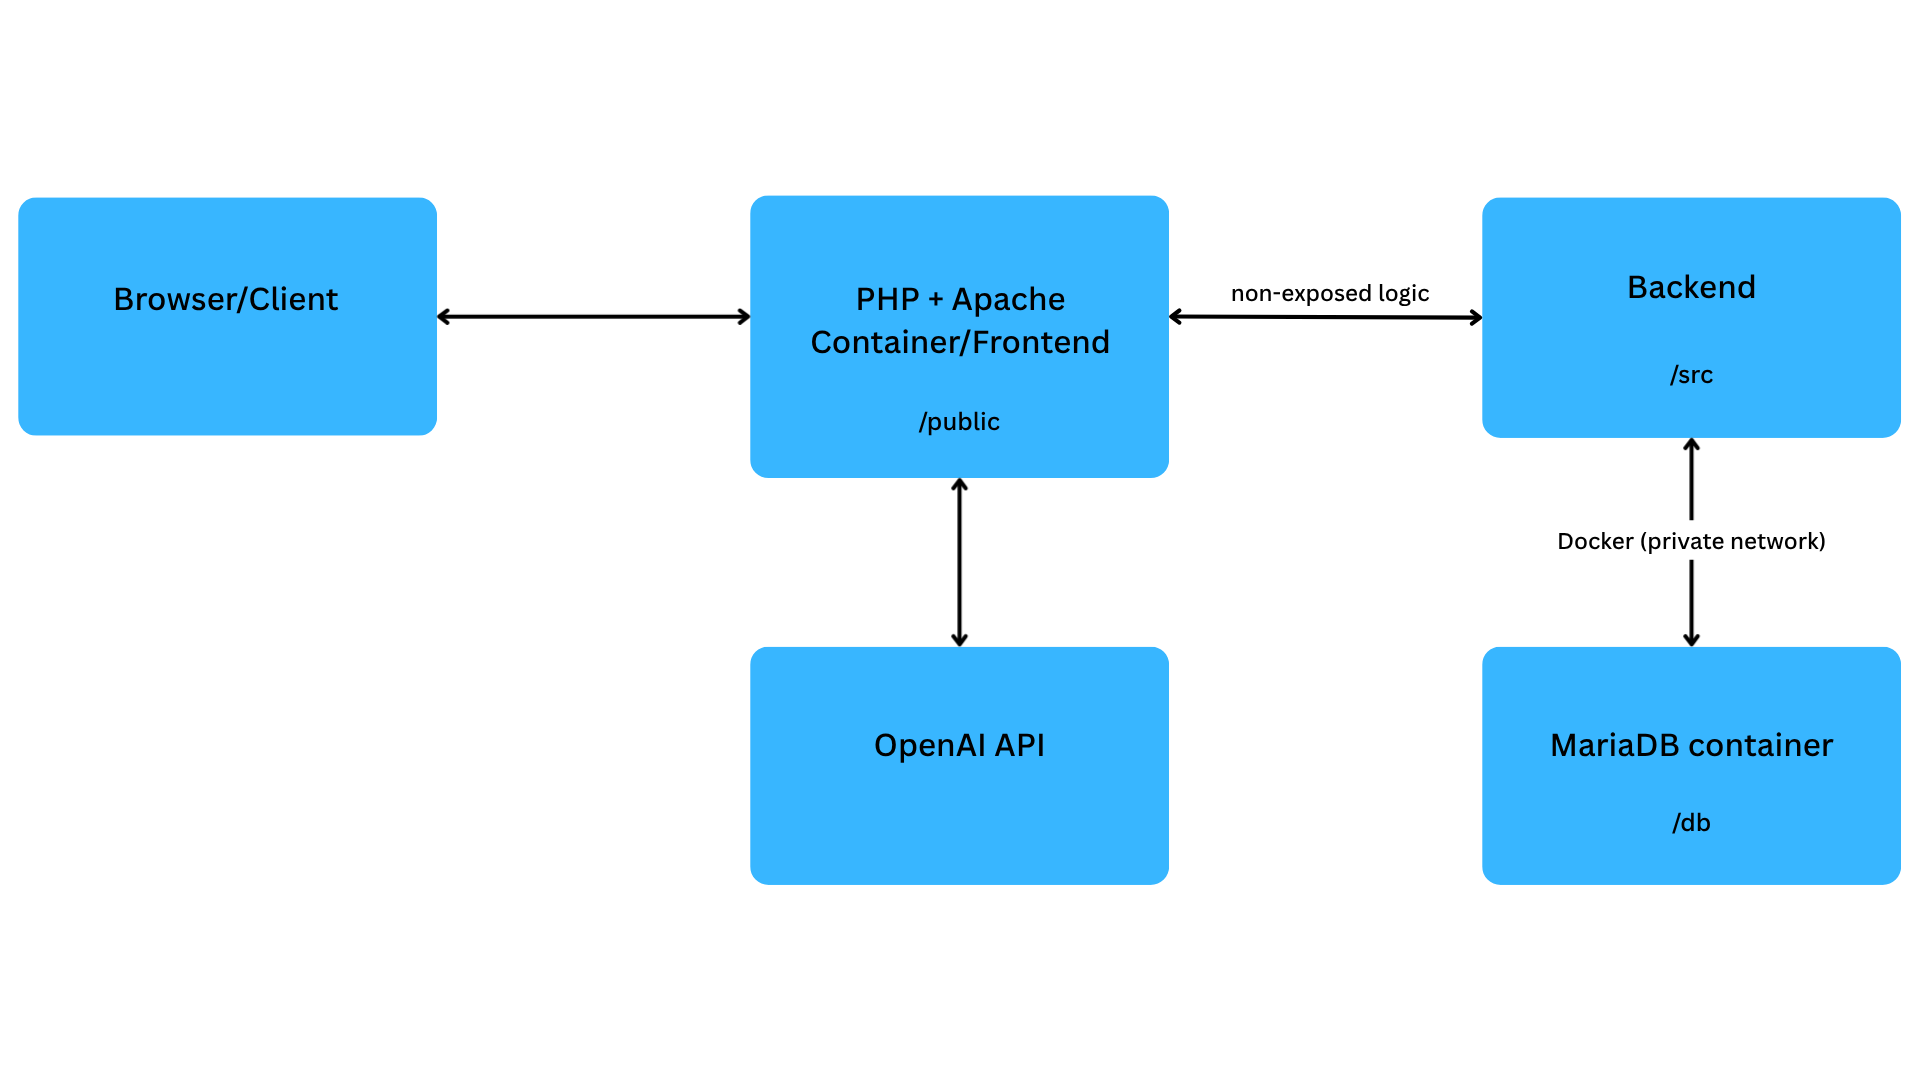 Browser/Client
PHP + Apache
Container/Frontend
/public
non-exposed logic
Backend
/src
Docker (private network)
OpenAI API
MariaDB container
/db